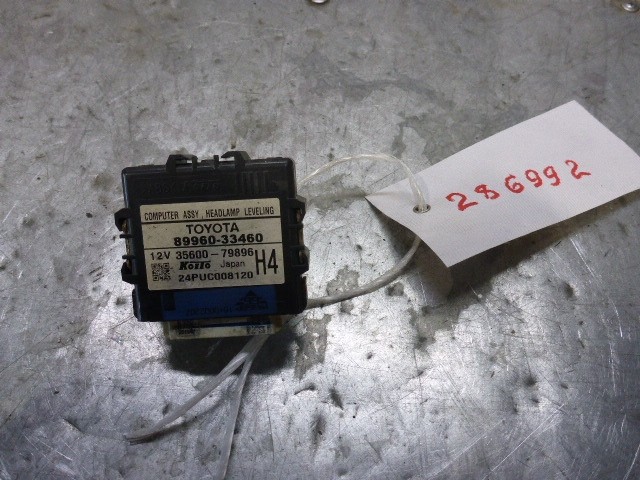 COMPUTER ASSY, HEADLAMP LEVELING
TOYOTA
89960-33460
12V 35600-79896
Koito Japan H4
24PUC008120
286992